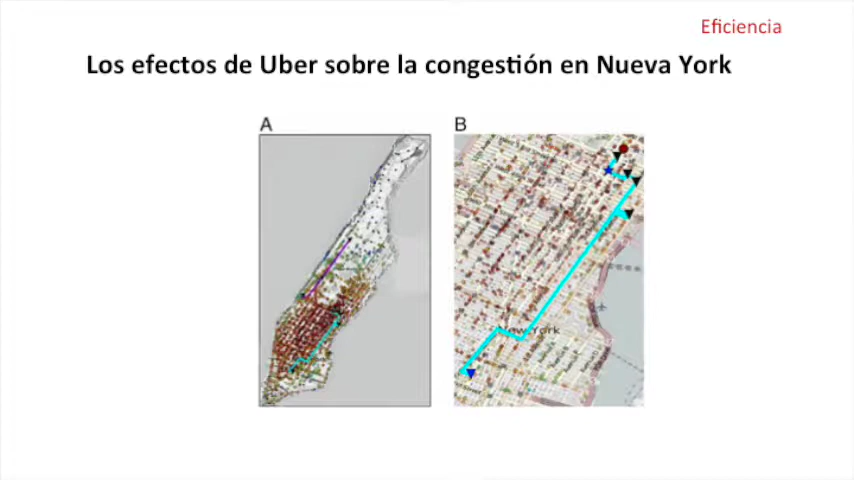 Eficiencia
Los efectos de Uber sobre la congestión en Nueva York
A
B
New York